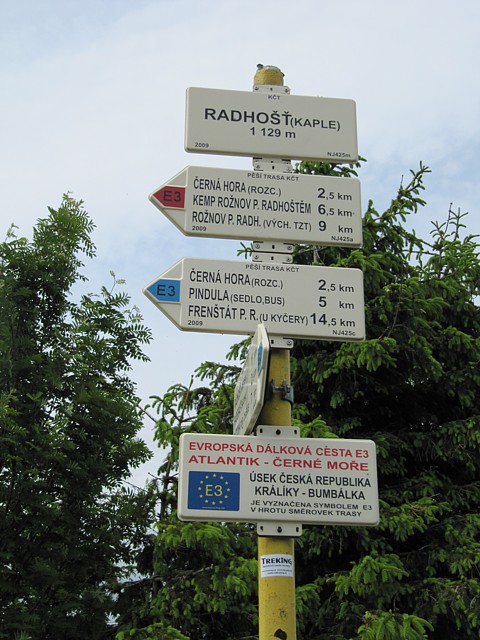 KČT
RADHOŠŤ(KAPLE)
1 129 m
2009 NJ425m
PĚŠÍ TRASA KČT
E3
ČERNÁ HORA (ROZC.) 2,5 km
KEMP ROŽNOV P. RADHOŠTĚM 6,5 km
ROŽNOV P. RADH. (VÝCH. TZT) 9 km
2009 NJ425a
PĚŠÍ TRASA KČT
E3
ČERNÁ HORA (ROZC.) 2,5 km
PINDULA (SEDLO,BUS) 5 km
FRENŠTÁT P. R.(U KYČERY) 14,5 km
2009 NJ425c
EVROPSKÁ DÁLKOVÁ CESTA E3
ATLANTIK - ČERNÉ MOŘE
E3
ÚSEK ČESKÁ REPUBLIKA
KRÁLÍKY - BUMBÁLKA
JE VYZNAČENA SYMBOLEM E3
V HROTU SMĚROVEK TRASY
TREKING